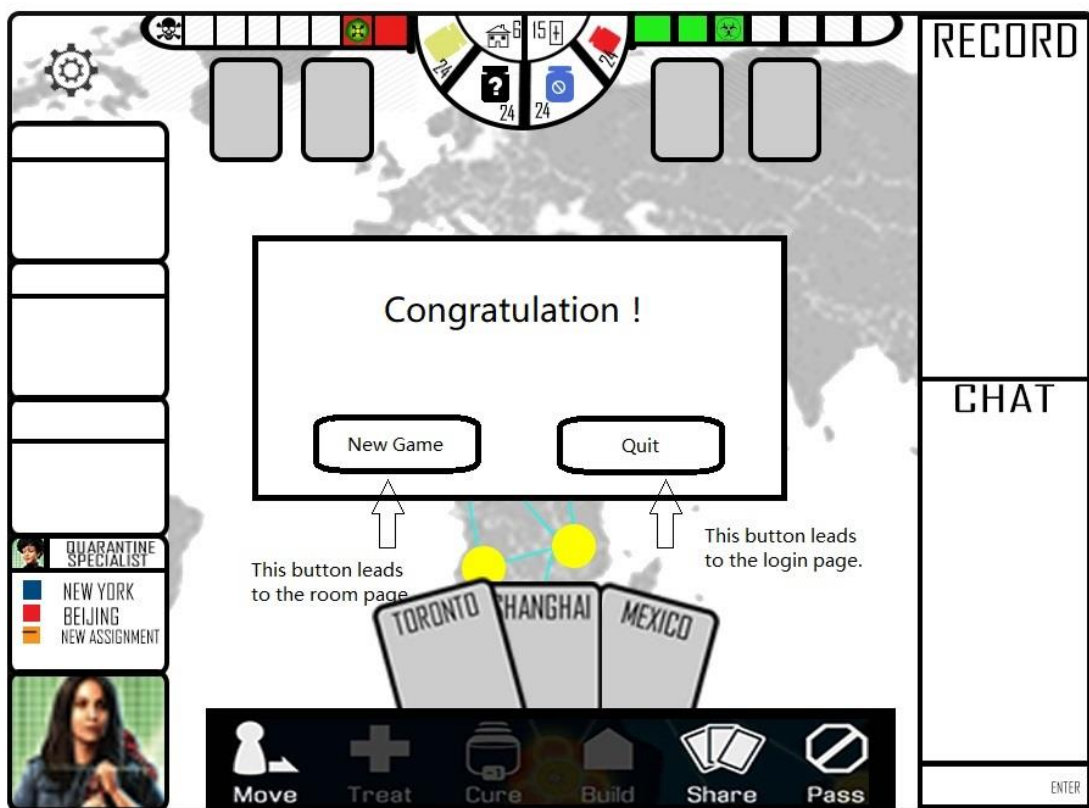 6
15
24
24
24
24
?
RECORD
Congratulation !
New Game
Quit
CHAT
This button leads
to the room page
This button leads
to the login page.
QUARANTINE
SPECIALIST
NEW YORK
BEIJING
NEW ASSIGNMENT
TORONTO
SHANGHAI
MEXICO
-1
Move
Treat
Cure
Build
Share
Pass
ENTER